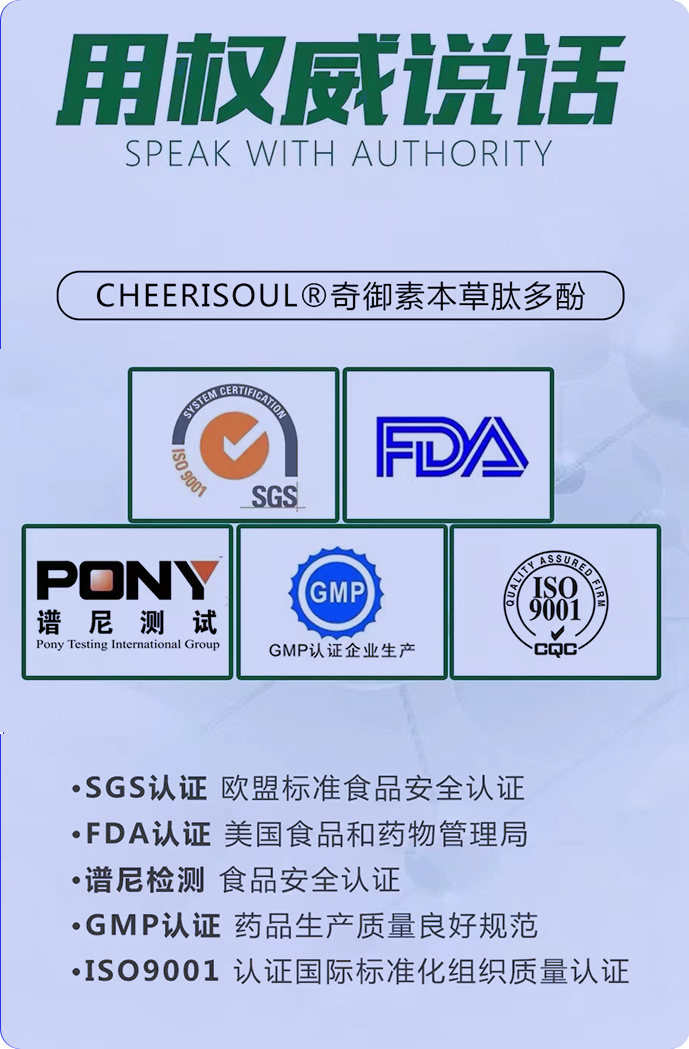 用权威说话
SPEAK WITH AUTHORITY
CHEERISOUL®奇御素本草肽多酚
SYSTEM CERTIFICATION
ISO 9001
SGS
FDA
PONY
谱尼测试
Pony Testing International Group
GMP
GMP认证企业生产
QUALITY ASSURED FIRM
ISO
9001
CQC
•SGS认证 欧盟标准食品安全认证
•FDA认证 美国食品和药物管理局
•谱尼检测 食品安全认证
•GMP认证 药品生产质量良好规范
•ISO9001 认证国际标准化组织质量认证